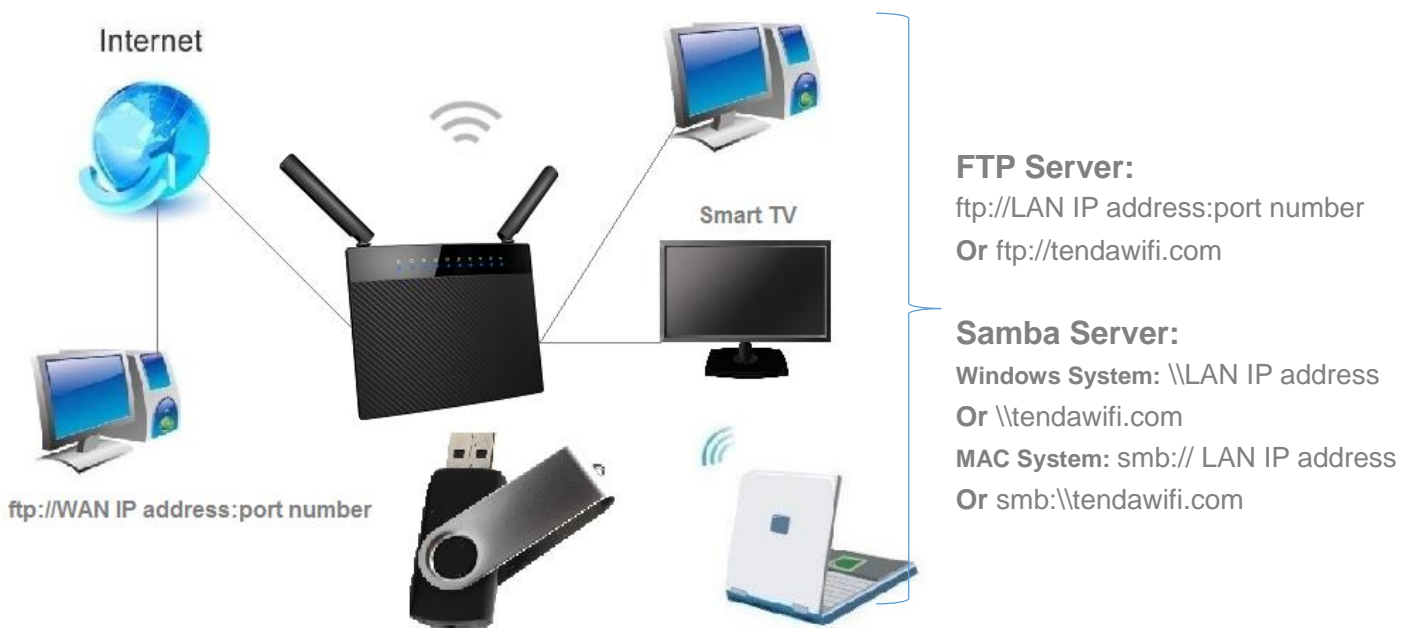 Internet
Smart TV
ftp://WAN IP address:port number
FTP Server:
ftp://LAN IP address:port number
Or ftp://tendawifi.com
Samba Server:
Windows System: \\LAN IP address
Or \\tendawifi.com
MAC System: smb:// LAN IP address
Or smb:\\tendawifi.com